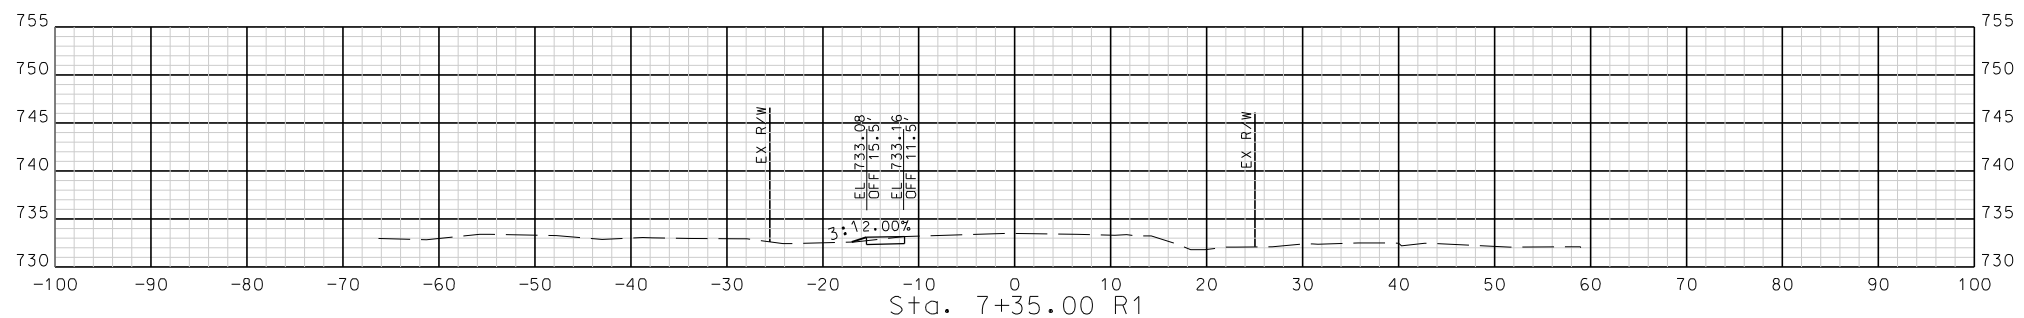 755 755
750 750
745 745
740 740
735 735
730 730
EX R/W
EL 733.08
OFF 15.5'
EL 733.16
OFF 11.5'
EX R/W
3:1
2.00%
-100 -90 -80 -70 -60 -50 -40 -30 -20 -10 0 10 20 30 40 50 60 70 80 90 100
Sta. 7+35.00 R1